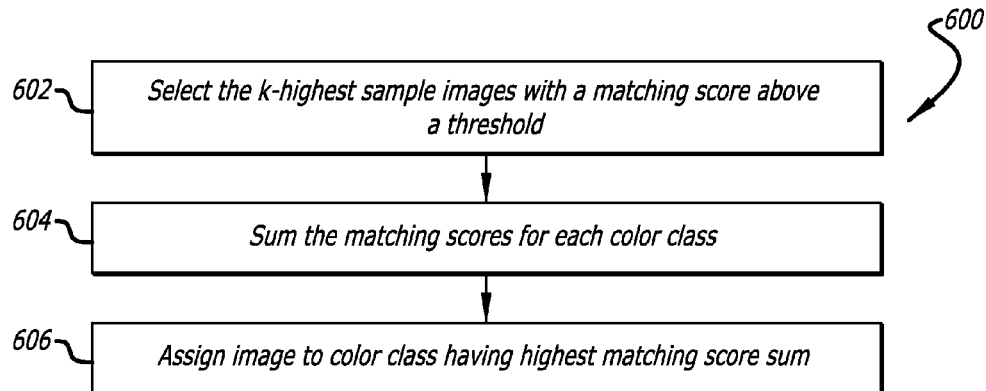 600
602
Select the k-highest sample images with a matching score above
a threshold
604
Sum the matching scores for each color class
606
Assign image to color class having highest matching score sum